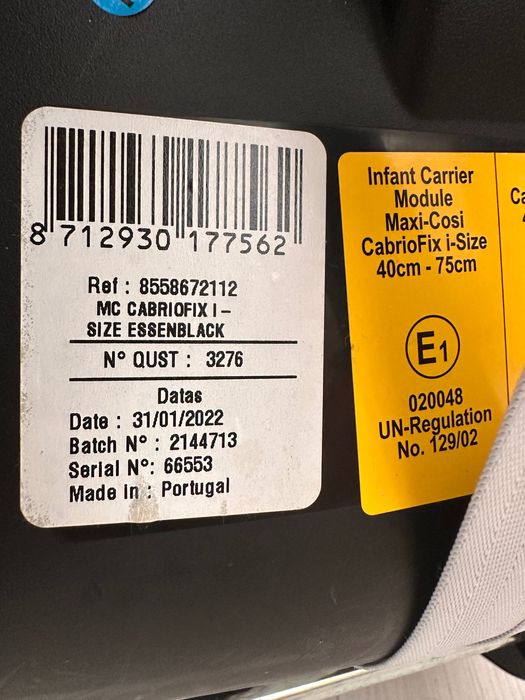 8 712930 177562
Ref : 8558672112
MC CABRIOFIX I -
SIZE ESSENBLACK
N° QUST : 3276
Datas
Date : 31/01/2022
Batch N° : 2144713
Serial N°: 66553
Made in : Portugal
Infant Carrier
Module
Maxi-Cosi
CabrioFix i-Size
40cm - 75cm
E1
020048
UN-Regulation
No. 129/02